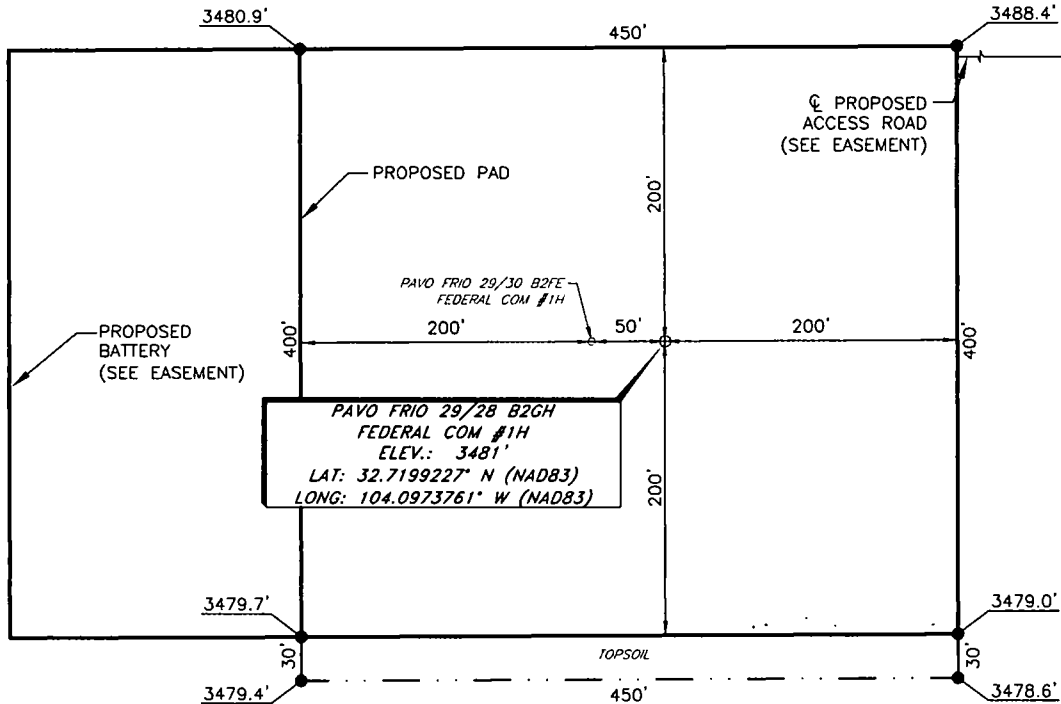 3480.9'
3488.4'
450'
℄ PROPOSED
ACCESS ROAD
(SEE EASEMENT)
PROPOSED PAD
200'
PAVO FRIO 29/30 B2FE
FEDERAL COM #1H
PROPOSED
BATTERY
(SEE EASEMENT)
400'
200'
50'
200'
400'
PAVO FRIO 29/28 B2GH
FEDERAL COM #1H
ELEV.: 3481'
LAT: 32.7199227° N (NAD83)
LONG: 104.0973761° W (NAD83)
200'
3479.7'
3479.0'
30'
TOPSOIL
30'
3479.4'
450'
3478.6'